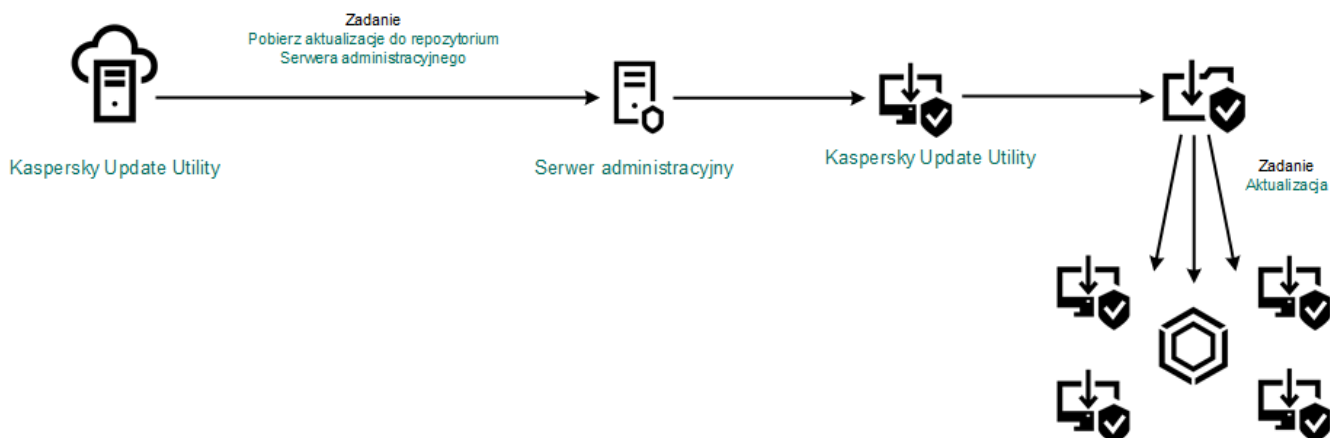 Zadanie
Pobierz aktualizacje do repozytorium
Serwera administracyjnego
Kaspersky Update Utility
Serwer administracyjny
Kaspersky Update Utility
Zadanie
Aktualizacja